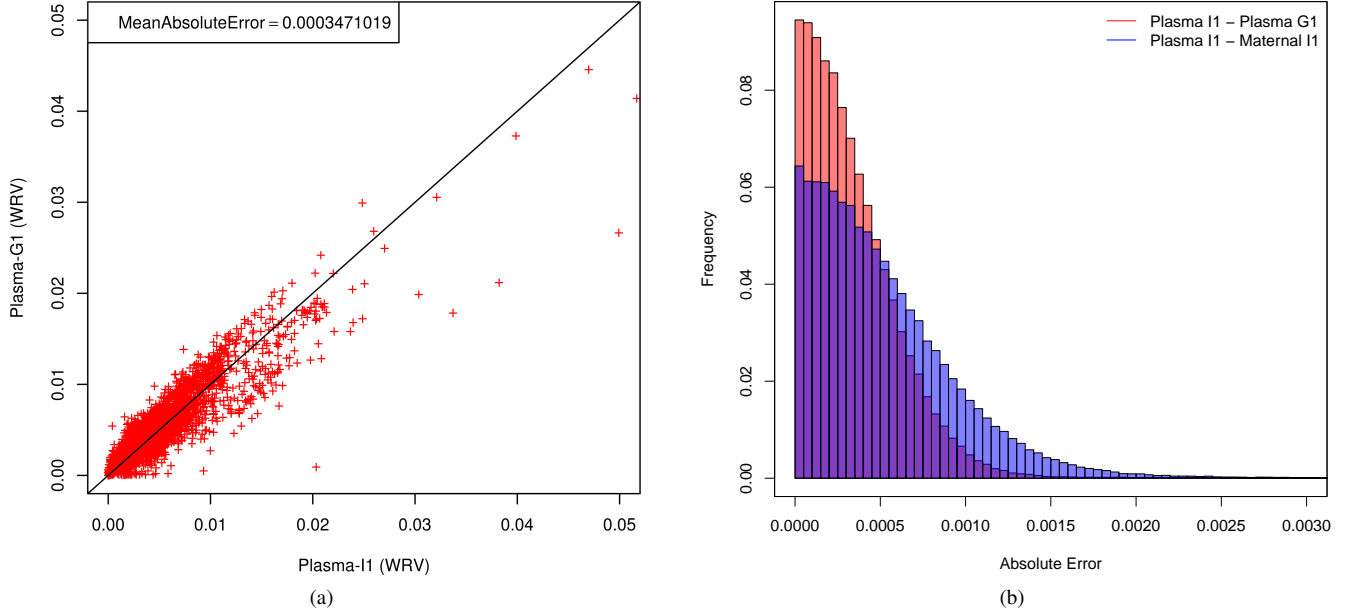 MeanAbsoluteError = 0.0003471019
0.05
0.04
0.03
0.02
0.01
0.00
Plasma-G1 (WRV)
0.00 0.01 0.02 0.03 0.04 0.05
Plasma-I1 (WRV)
(a)
Plasma I1 − Plasma G1
Plasma I1 − Maternal I1
0.08
0.06
0.04
0.02
0.00
Frequency
0.0000 0.0005 0.0010 0.0015 0.0020 0.0025 0.0030
Absolute Error
(b)